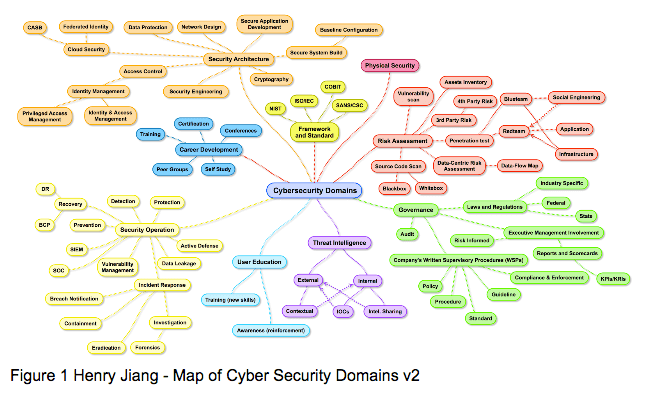 CASB
Federated Identity
Cloud Security
Data Protection
Network Design
Secure Application
Development
Baseline Configuration
Secure System Build
Security Architecture
Access Control
Cryptography
Security Engineering
Identity Management
Privileged Access
Management
Identity & Access
Management
Physical Security
NIST
ISO/IEC
COBIT
SANS/CSC
Framework
and Standard
Certification
Training
Conferences
Career Development
Peer Groups
Self Study
Vulnerability
scan
Assets Inventory
4th Party Risk
3rd Party Risk
Blueteam
Social Engineering
Redteam
Application
Infrastructure
Risk Assessment
Penetration test
Source Code Scan
Blackbox
Whitebox
Data-Centric Risk
Assessment
Data-Flow Map
Cybersecurity Domains
DR
Recovery
BCP
Detection
Protection
Prevention
Security Operation
SIEM
SOC
Vulnerability
Management
Active Defense
Data Leakage
Incident Response
Breach Notification
Containment
Eradication
Forensics
Investigation
User Education
Training (new skills)
Awareness (reinforcement)
Threat Intelligence
External
Internal
Contextual
IOCs
Intel. Sharing
Governance
Audit
Laws and Regulations
Industry Specific
Federal
State
Executive Management Involvement
Risk Informed
Reports and Scorecards
KPIs/KRIs
Company's Written Supervisory Procedures (WSPs)
Compliance & Enforcement
Policy
Procedure
Standard
Guideline
Figure 1 Henry Jiang - Map of Cyber Security Domains v2